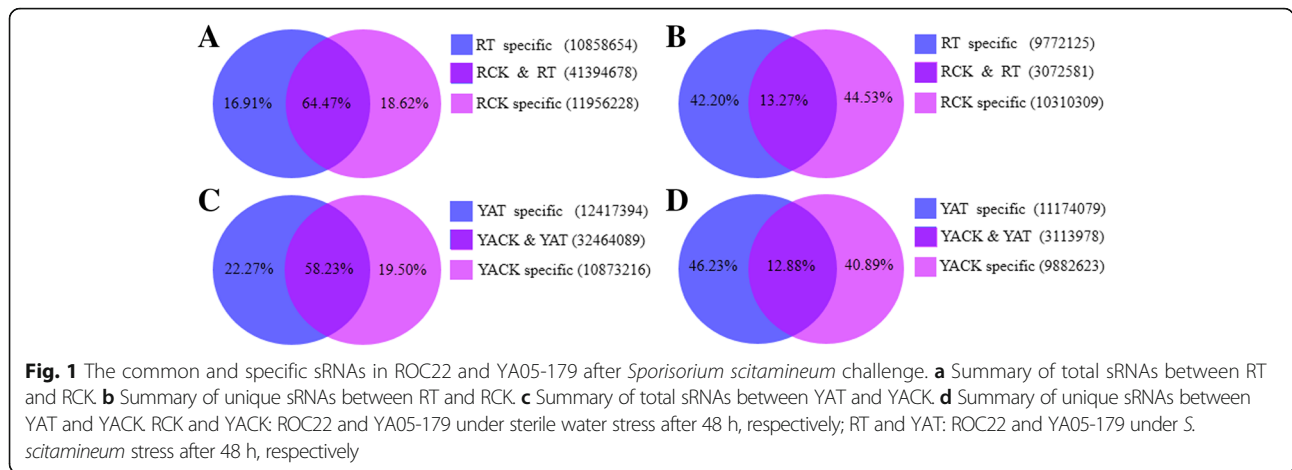 A
RT specific (10858654)
RCK & RT (41394678)
RCK specific (11956228)
16.91%
64.47%
18.62%
B
RT specific (9772125)
RCK & RT (3072581)
RCK specific (10310309)
42.20%
13.27%
44.53%
C
YAT specific (12417394)
YACK & YAT (32464089)
YACK specific (10873216)
22.27%
58.23%
19.50%
D
YAT specific (11174079)
YACK & YAT (3113978)
YACK specific (9882623)
46.23%
12.88%
40.89%
Fig. 1 The common and specific sRNAs in ROC22 and YA05-179 after Sporisorium scitamineum challenge. a Summary of total sRNAs between RT
and RCK. b Summary of unique sRNAs between RT and RCK. c Summary of total sRNAs between YAT and YACK. d Summary of unique sRNAs between
YAT and YACK. RCK and YACK: ROC22 and YA05-179 under sterile water stress after 48 h, respectively; RT and YAT: ROC22 and YA05-179 under S.
scitamineum stress after 48 h, respectively